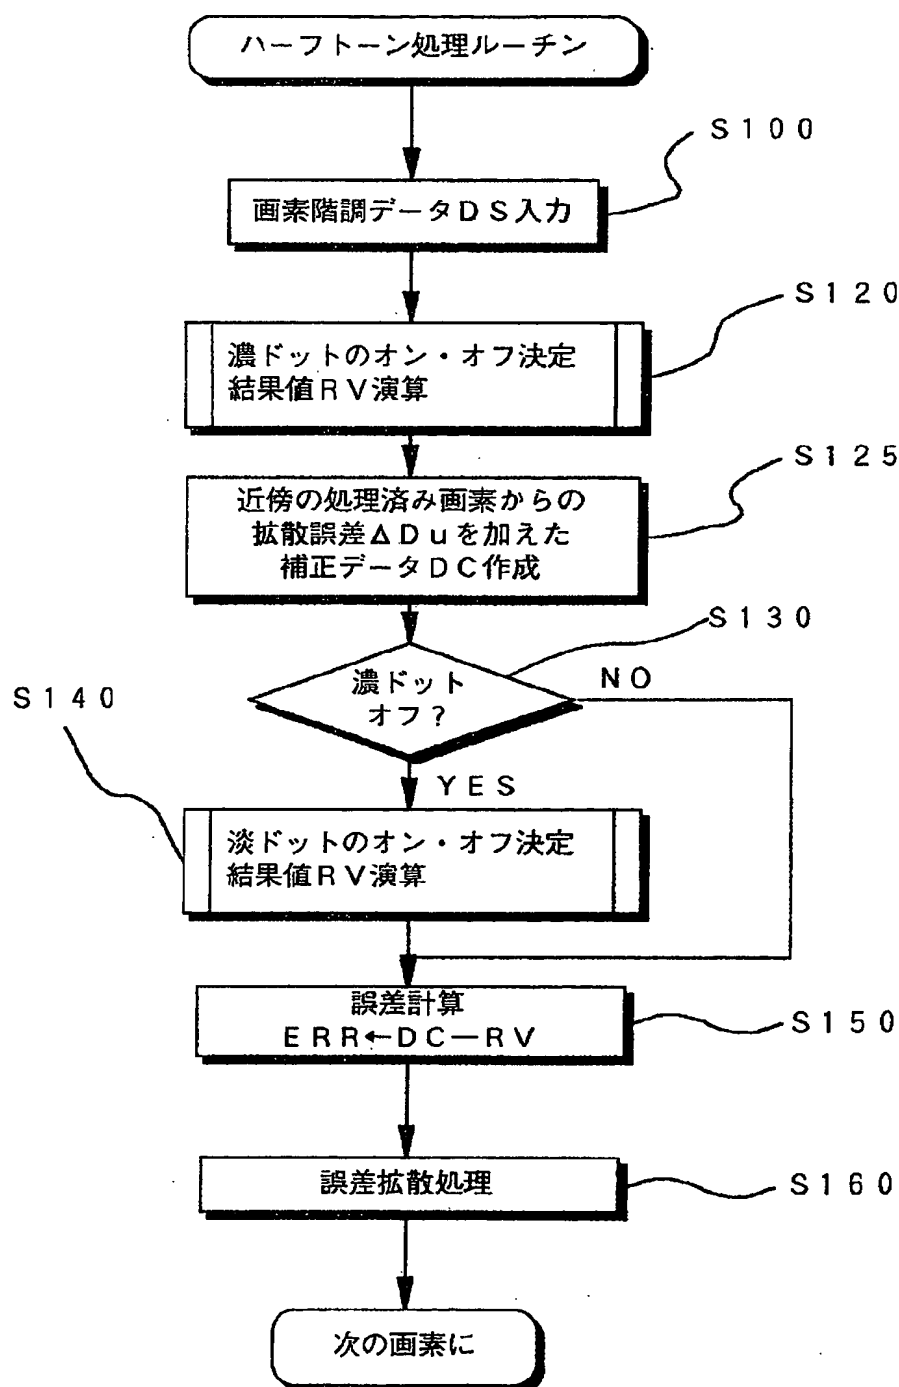 ハーフトーン処理ルーチン
S100
画素階調データDS入力
S120
濃ドットのオン・オフ決定
結果値RV演算
S125
近傍の処理済み画素からの
拡散誤差ΔDuを加えた
補正データDC作成
S130
濃ドット
オフ?
NO
S140
YES
淡ドットのオン・オフ決定
結果値RV演算
誤差計算
ERR←DC−RV
S150
誤差拡散処理
S160
次の画素に